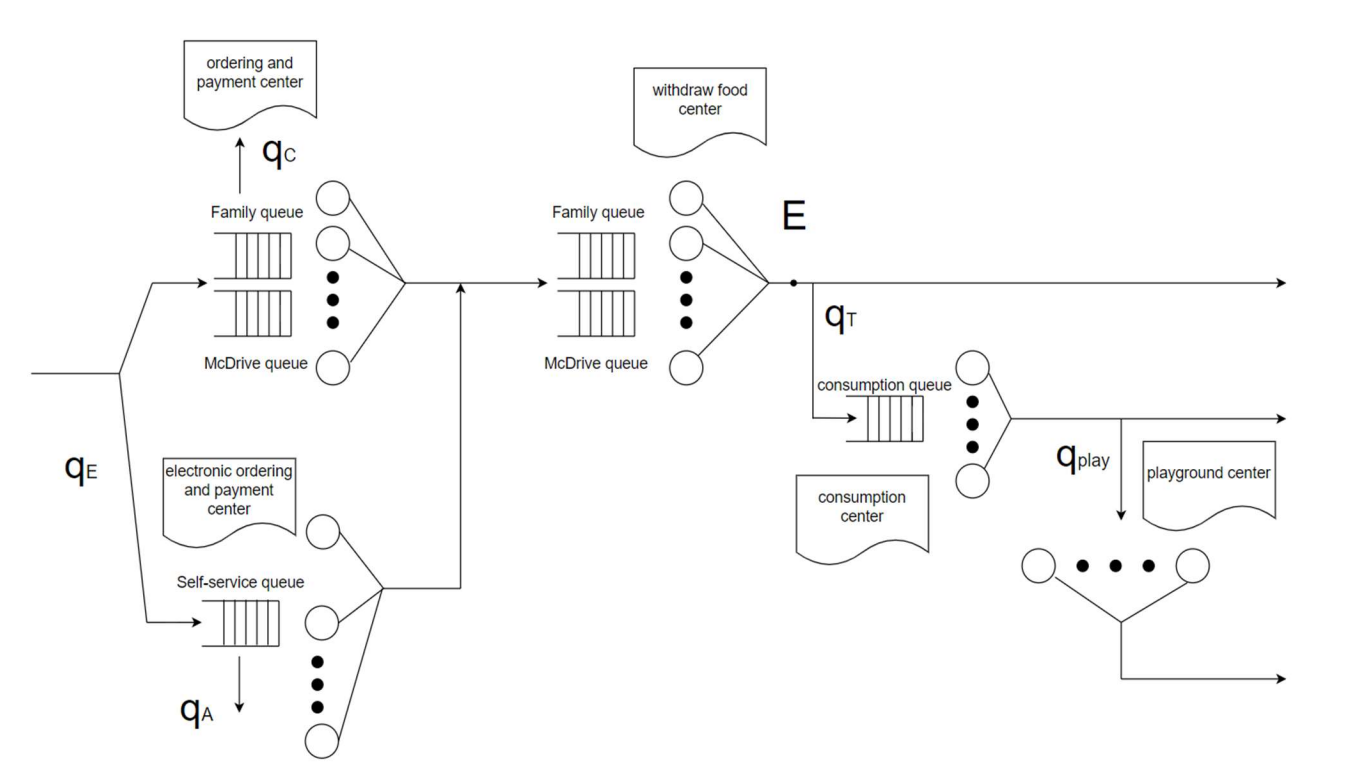 ordering and
payment center
qC
Family queue
McDrive queue
withdraw food
center
Family queue
McDrive queue
E
qT
consumption queue
consumption
center
qplay
playground center
qE
electronic ordering
and payment
center
Self-service queue
qA